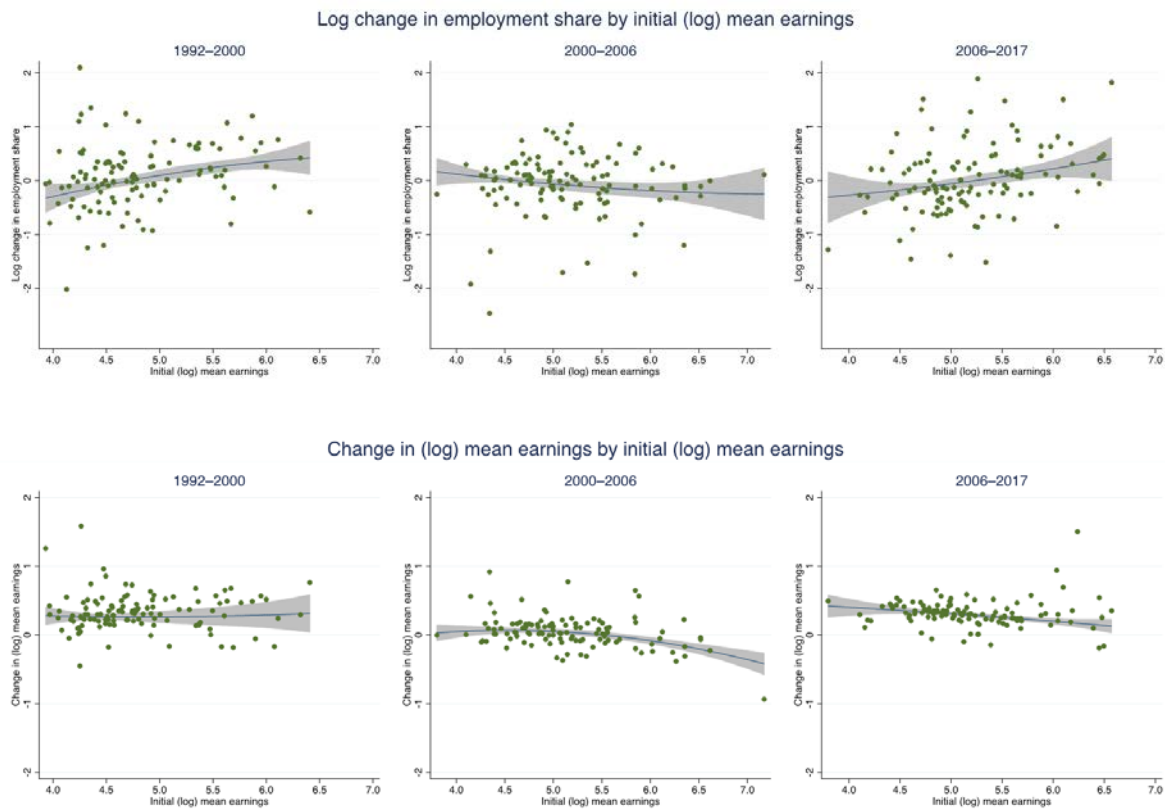 Log change in employment share by initial (log) mean earnings
1992–2000
2000–2006
2006–2017
Log change in employment share
2
1
0
-1
-2
4.0 4.5 5.0 5.5 6.0 6.5 7.0
Initial (log) mean earnings
Log change in employment share
2
1
0
-1
-2
4.0 4.5 5.0 5.5 6.0 6.5 7.0
Initial (log) mean earnings
Log change in employment share
2
1
0
-1
-2
4.0 4.5 5.0 5.5 6.0 6.5 7.0
Initial (log) mean earnings
Change in (log) mean earnings by initial (log) mean earnings
1992–2000
2000–2006
2006–2017
Change in (log) mean earnings
2
1
0
-1
-2
4.0 4.5 5.0 5.5 6.0 6.5 7.0
Initial (log) mean earnings
Change in (log) mean earnings
2
1
0
-1
-2
4.0 4.5 5.0 5.5 6.0 6.5 7.0
Initial (log) mean earnings
Change in (log) mean earnings
2
1
0
-1
-2
4.0 4.5 5.0 5.5 6.0 6.5 7.0
Initial (log) mean earnings